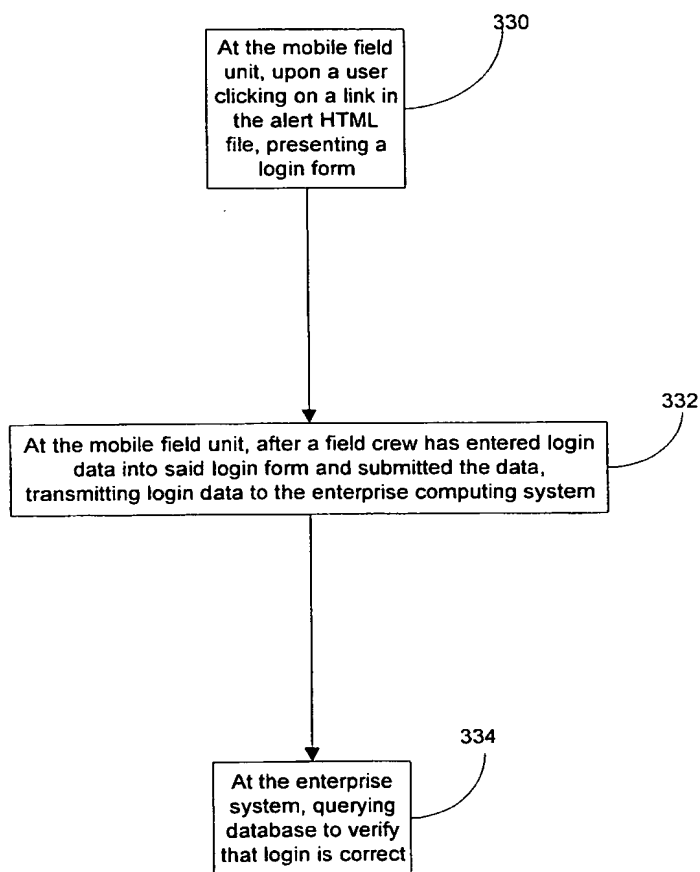 330
At the mobile field
unit, upon a user
clicking on a link in
the alert HTML
file, presenting a
login form
332
At the mobile field unit, after a field crew has entered login
data into said login form and submitted the data,
transmitting login data to the enterprise computing system
334
At the enterprise
system, querying
database to verify
that login is correct